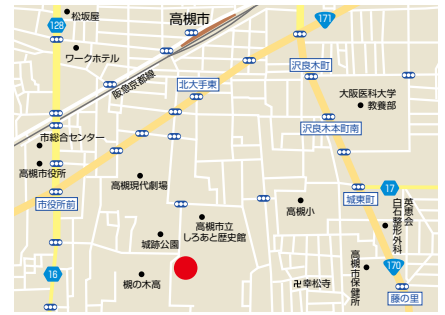 松坂屋
高槻市
171
128
ワークホテル
沢良木町
阪急京都線
北大手東
大阪医科大学
教養部
沢良木本町南
市総合センター
高槻市役所
高槻現代劇場
17
市役所前
城東町
高槻小
高槻市立
しろあと歴史館
英恵会
白石整形外科
城跡公園
16
槻の木高
卍幸松寺
高槻市保健所
170
藤の里